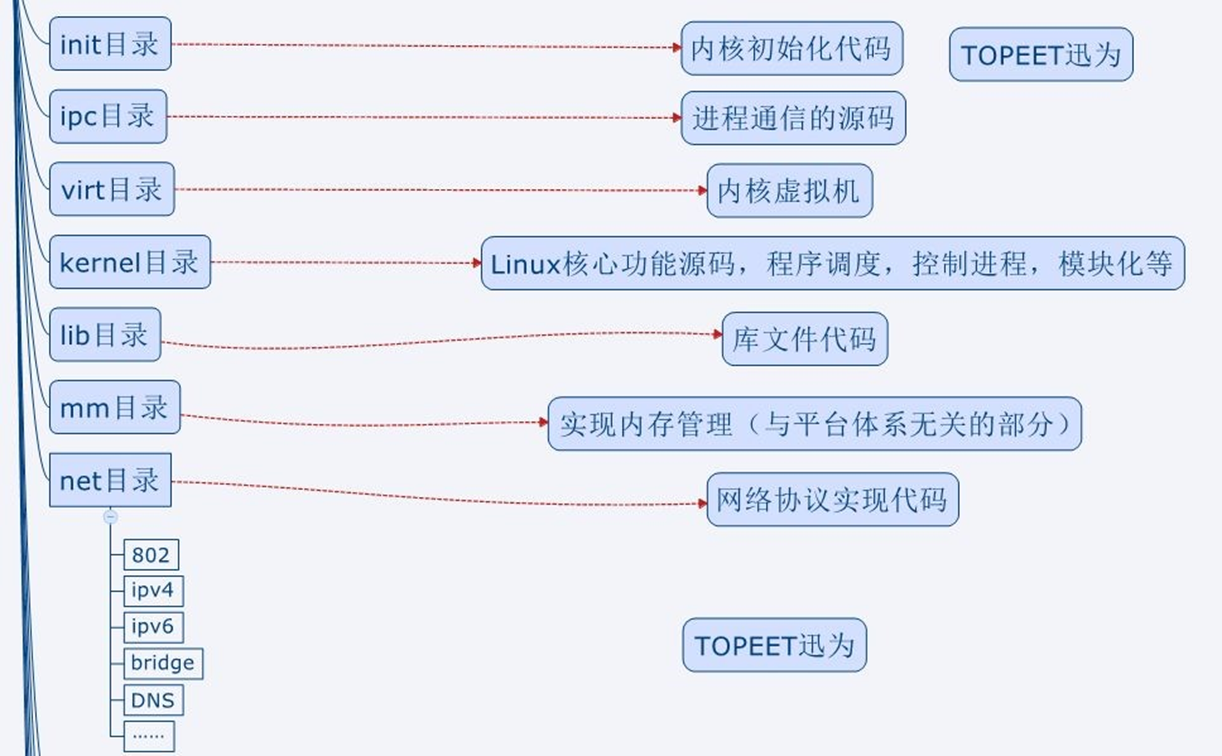 init目录
内核初始化代码
TOPEET迅为
ipc目录
进程通信的源码
virt目录
内核虚拟机
kernel目录
Linux核心功能源码，程序调度，控制进程，模块化等
lib目录
库文件代码
mm目录
实现内存管理（与平台体系无关的部分）
net目录
网络协议实现代码
802
ipv4
ipv6
bridge
DNS
……
TOPEET迅为